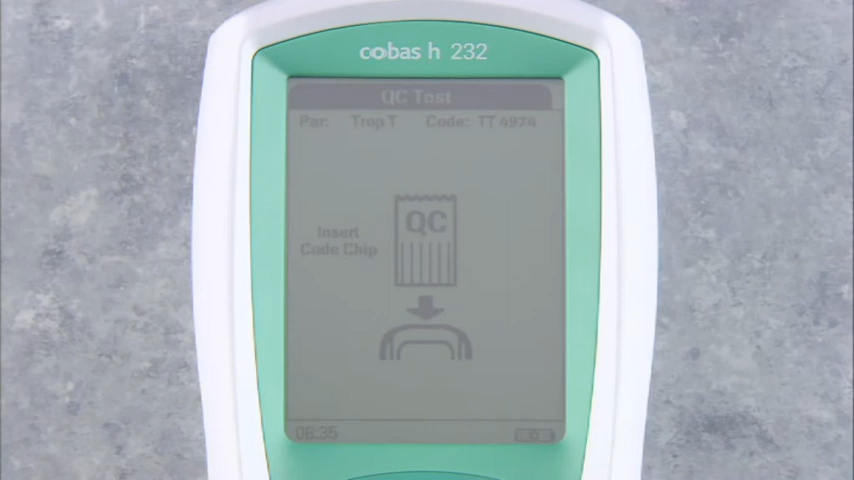 cobas h 232
QC Test
Par: Trop T Code: TT 4974
QC
Insert
Code Chip
08:35